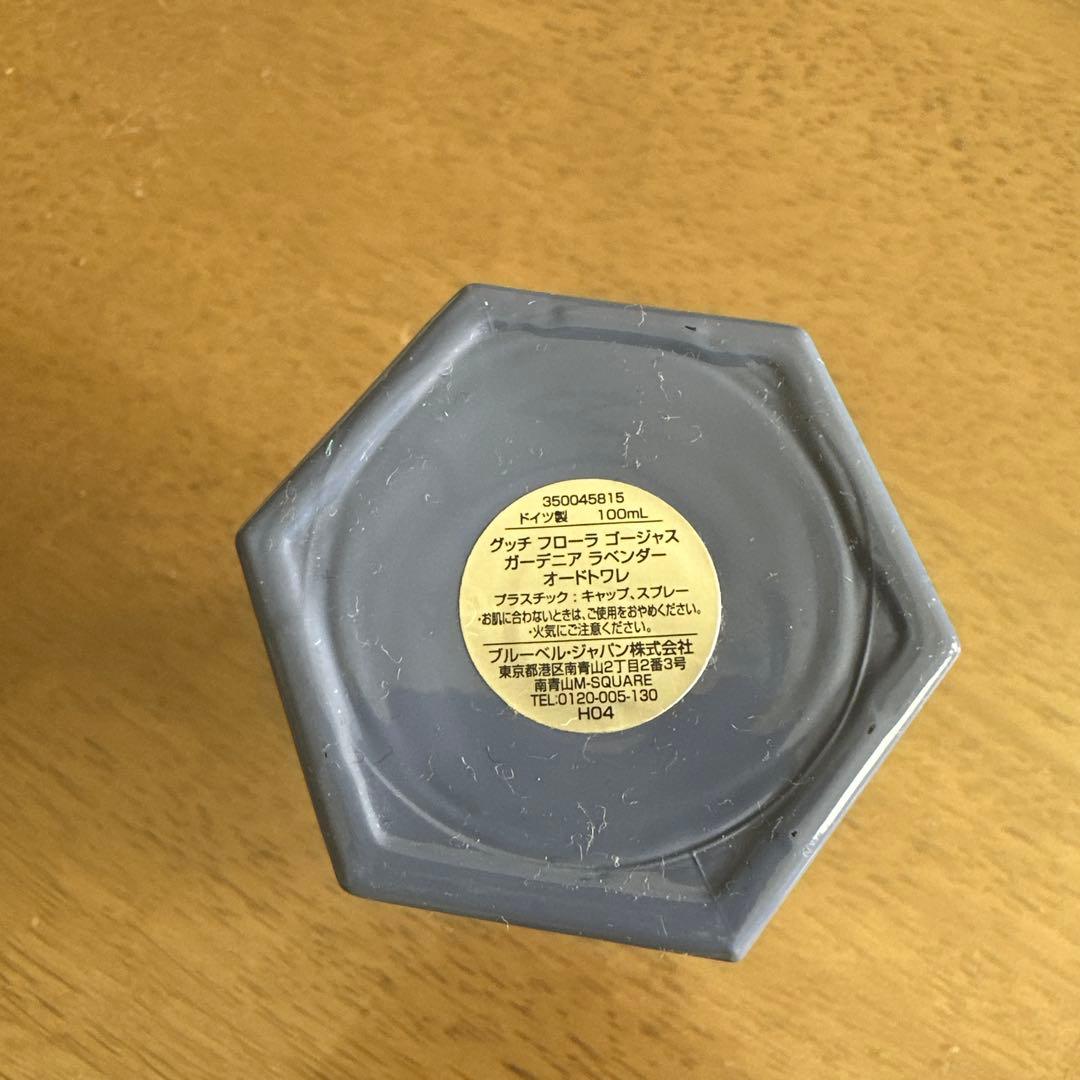 350045815
ドイツ製 100mL
グッチ フローラ ゴージャス
ガーデニア ラベンダー
オードトワレ
プラスチック：キャップ、スプレー
・お肌に合わないときは、ご使用をおやめください。
・火気にご注意ください。
ブルーベル・ジャパン株式会社
東京都港区南青山2丁目2番3号
南青山M-SQUARE
TEL:0120-005-130
H04